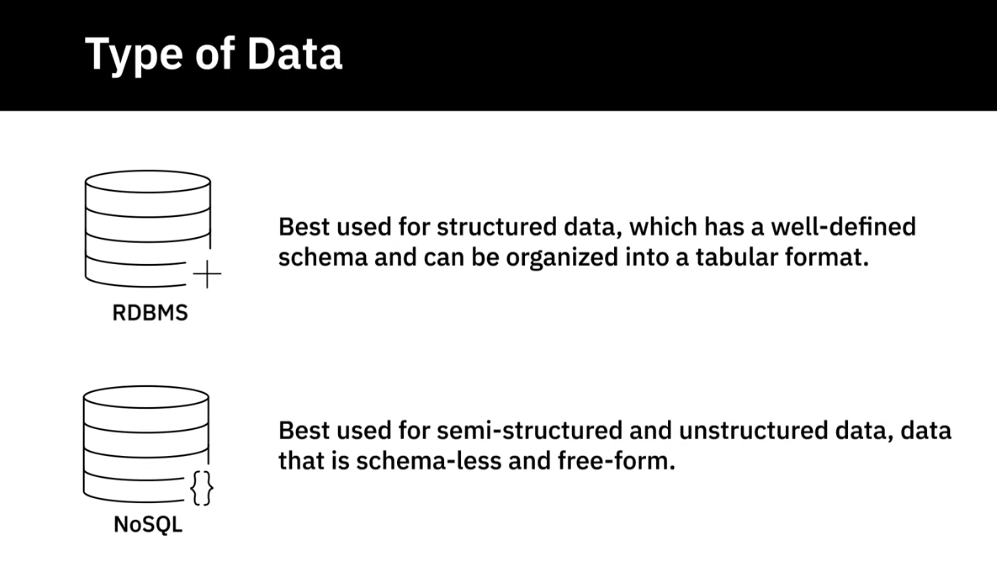 Type of Data
Best used for structured data, which has a well-defined
schema and can be organized into a tabular format.
RDBMS
Best used for semi-structured and unstructured data, data
that is schema-less and free-form.
{}
NoSQL